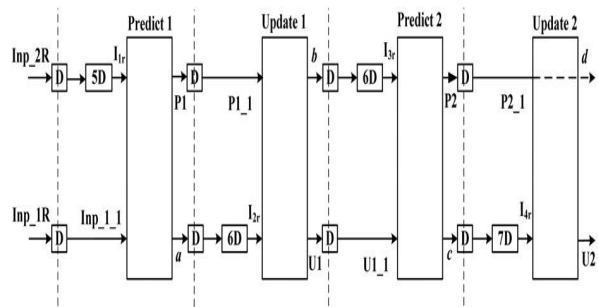 Predict 1
Update 1
Predict 2
Update 2
Inp_2R
D
5D
I1r
P1
D
P1_1
b
D
6D
I3r
P2
D
P2_1
d
Inp_1R
D
Inp_1_1
a
D
6D
I2r
U1
D
U1_1
c
D
7D
I4r
U2